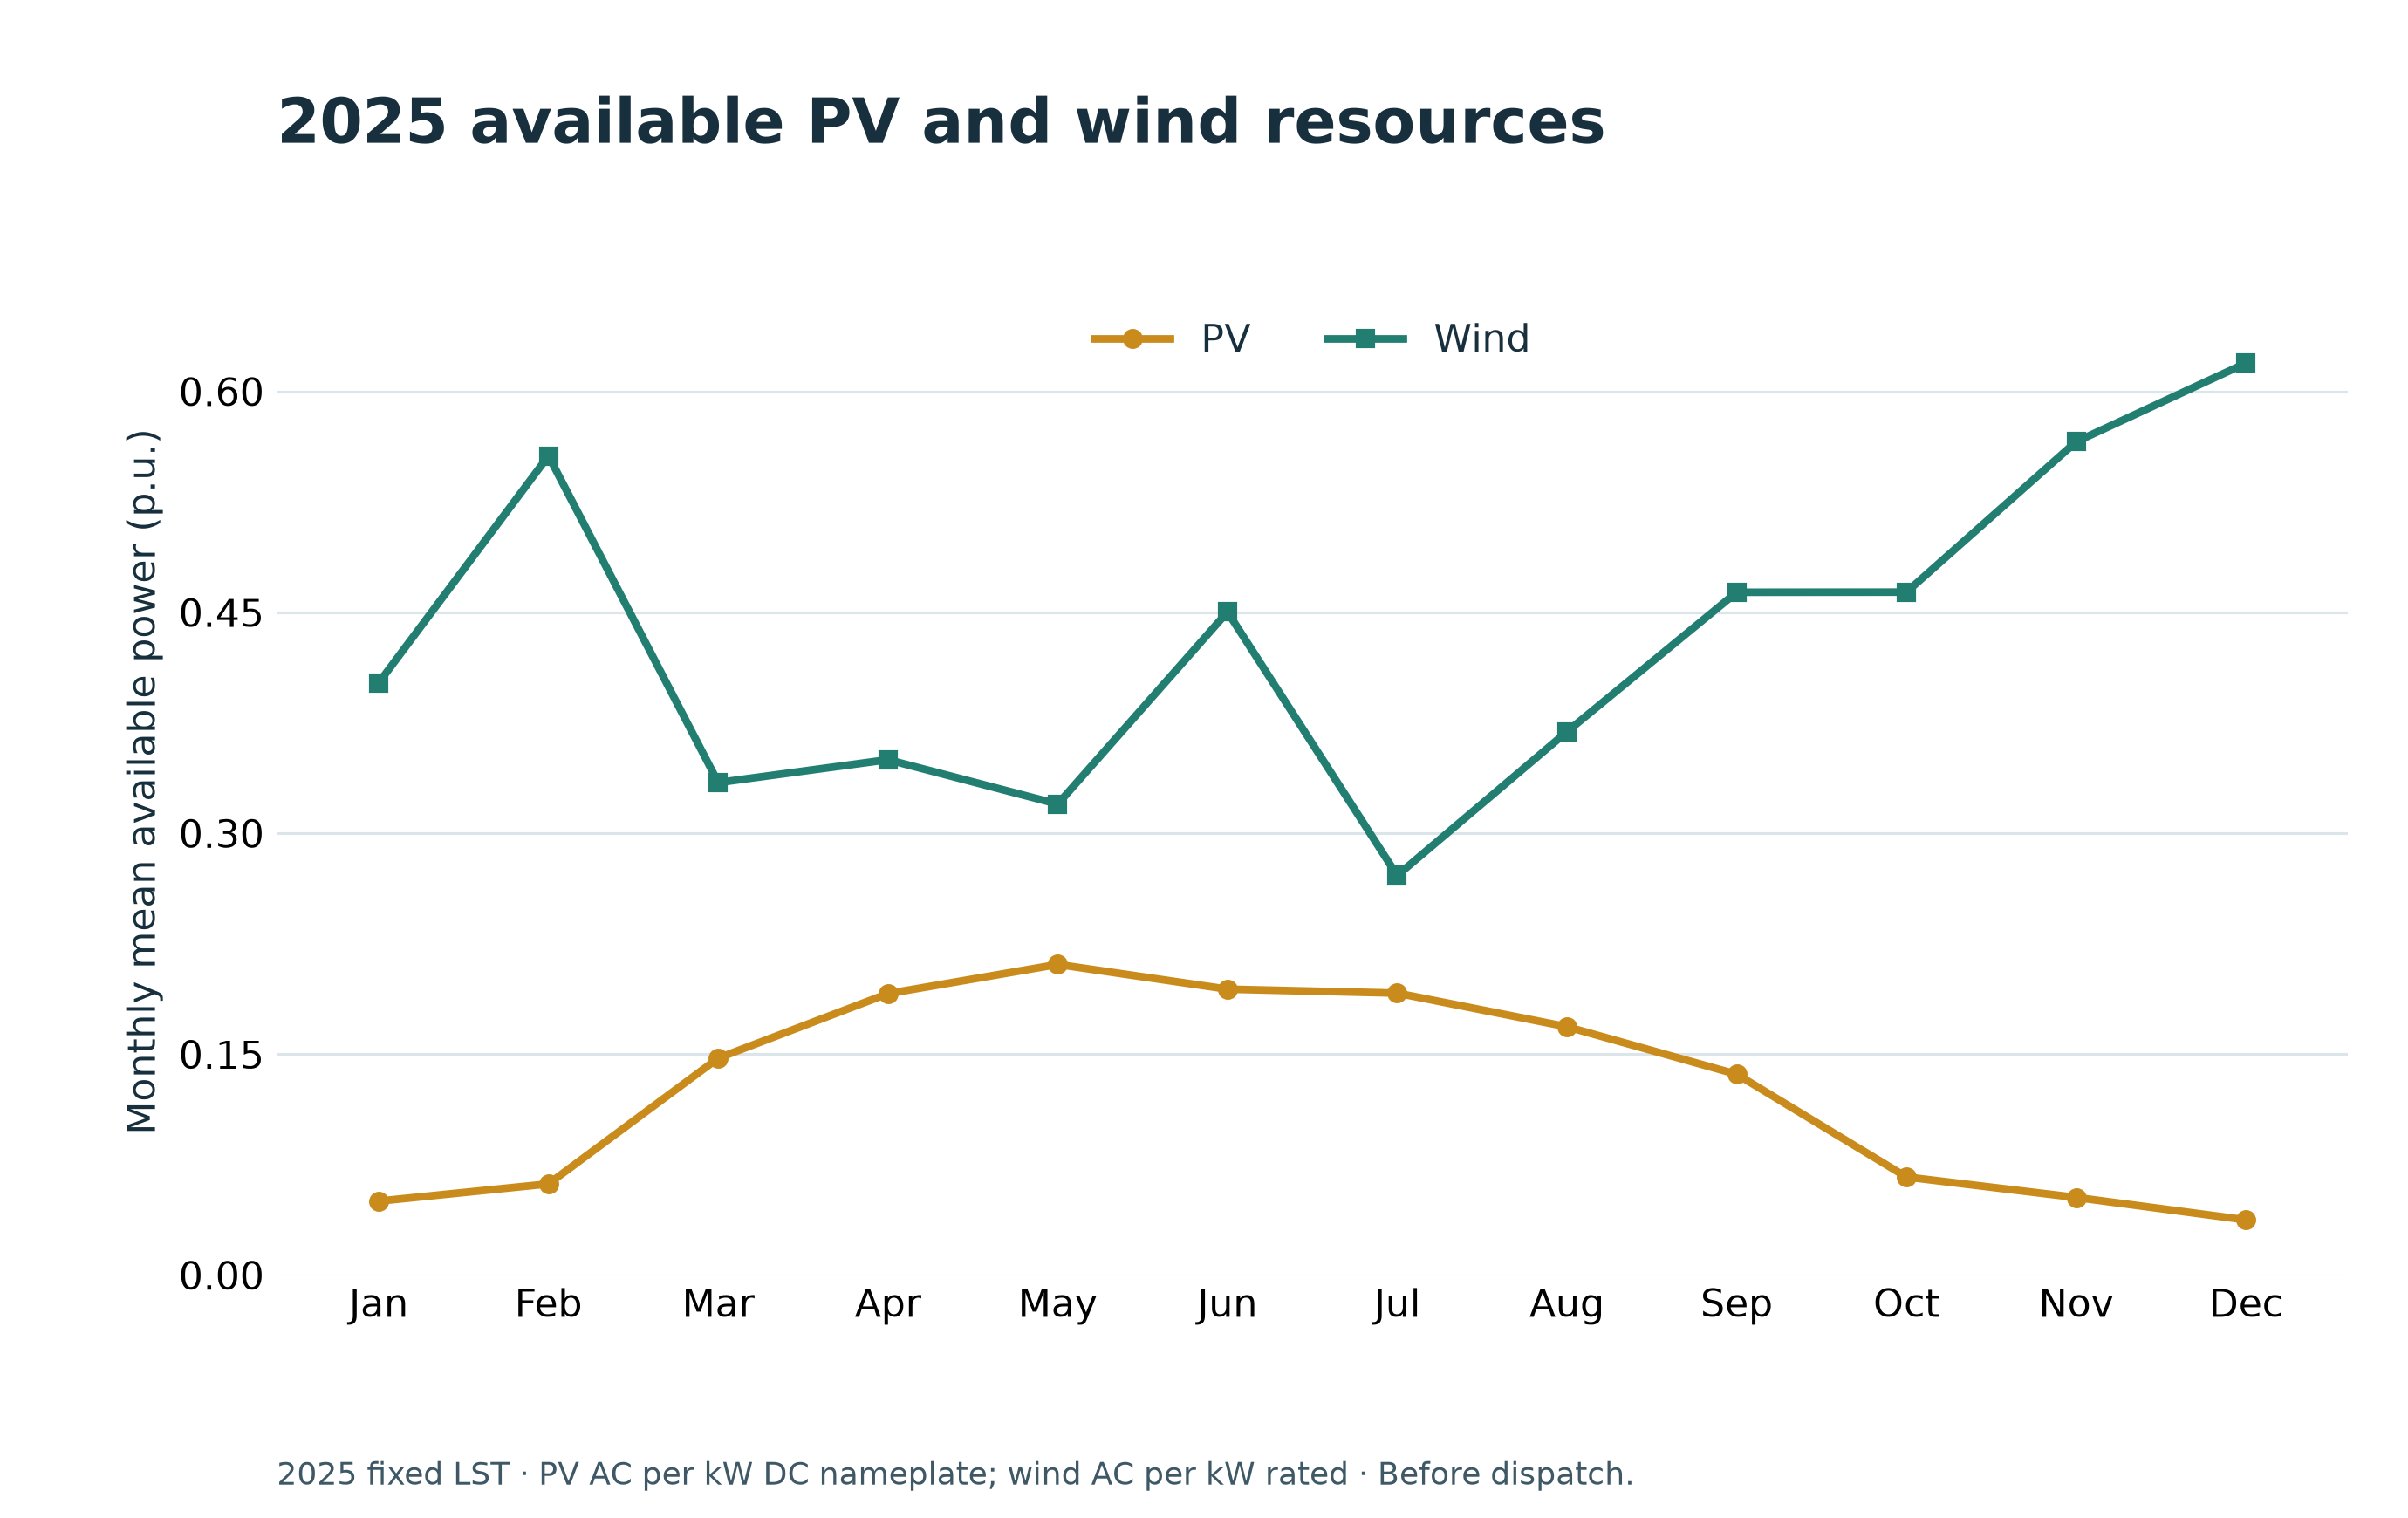 2025 available PV and wind resources
PV
Wind
Monthly mean available power (p.u.)
0.60
0.45
0.30
0.15
0.00
Jan Feb Mar Apr May Jun Jul Aug Sep Oct Nov Dec
2025 fixed LST · PV AC per kW DC nameplate; wind AC per kW rated · Before dispatch.